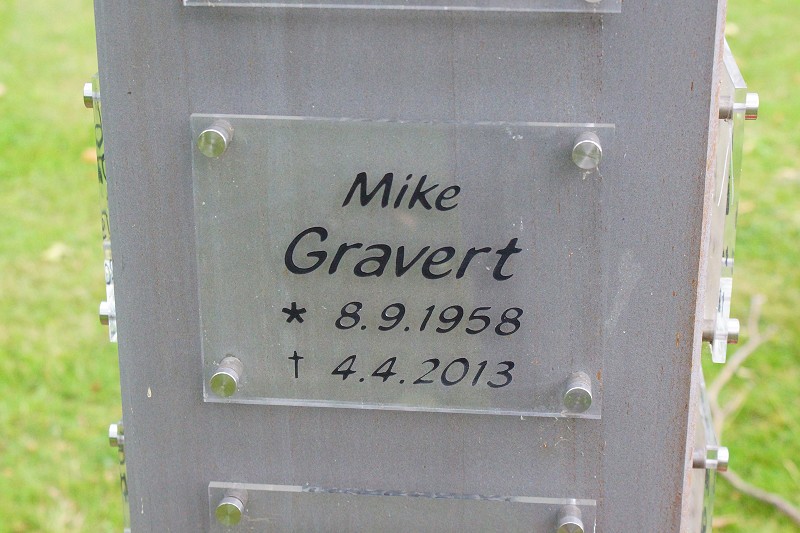 Mike
Gravert
* 8.9.1958
† 4.4.2013